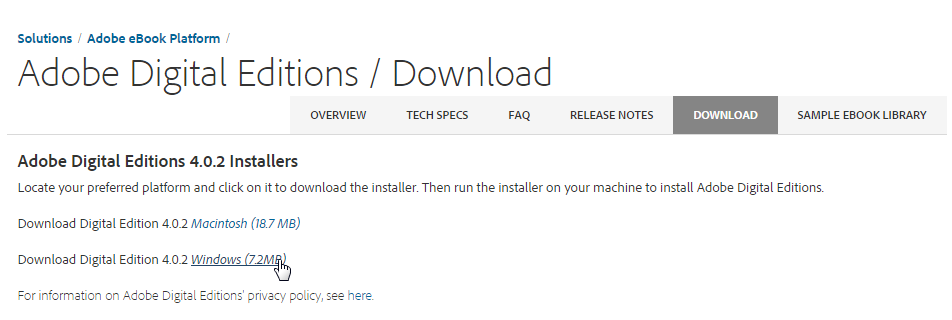 Solutions / Adobe eBook Platform /
Adobe Digital Editions / Download
OVERVIEW TECH SPECS FAQ RELEASE NOTES DOWNLOAD SAMPLE EBOOK LIBRARY
Adobe Digital Editions 4.0.2 Installers
Locate your preferred platform and click on it to download the installer. Then run the installer on your machine to install Adobe Digital Editions.
Download Digital Edition 4.0.2 Macintosh (18.7 MB)
Download Digital Edition 4.0.2 Windows (7.2MB)
For information on Adobe Digital Editions' privacy policy, see here.